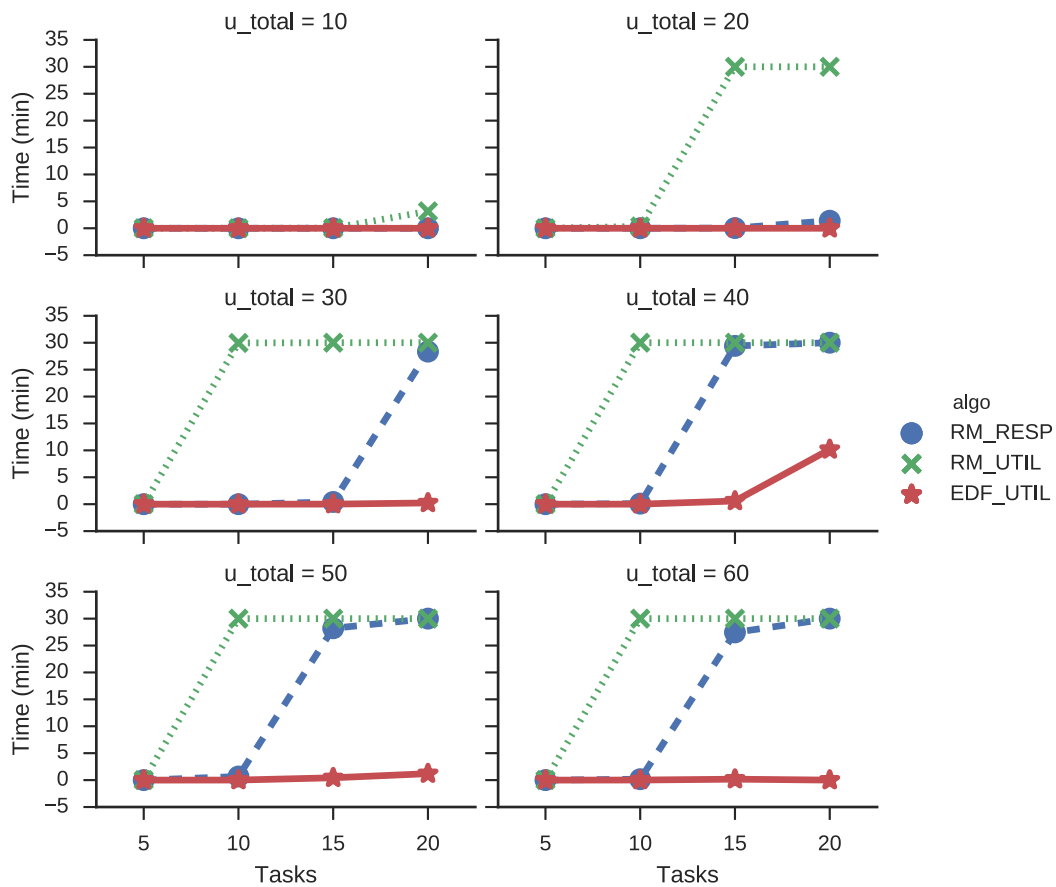 u_total = 10
u_total = 20
35
30
25
20
15
10
5
0
−5
Time (min)
u_total = 30
u_total = 40
35
30
25
20
15
10
5
0
−5
Time (min)
algo
RM_RESP
RM_UTIL
EDF_UTIL
u_total = 50
u_total = 60
35
30
25
20
15
10
5
0
−5
Time (min)
5 10 15 20
5 10 15 20
Tasks
Tasks